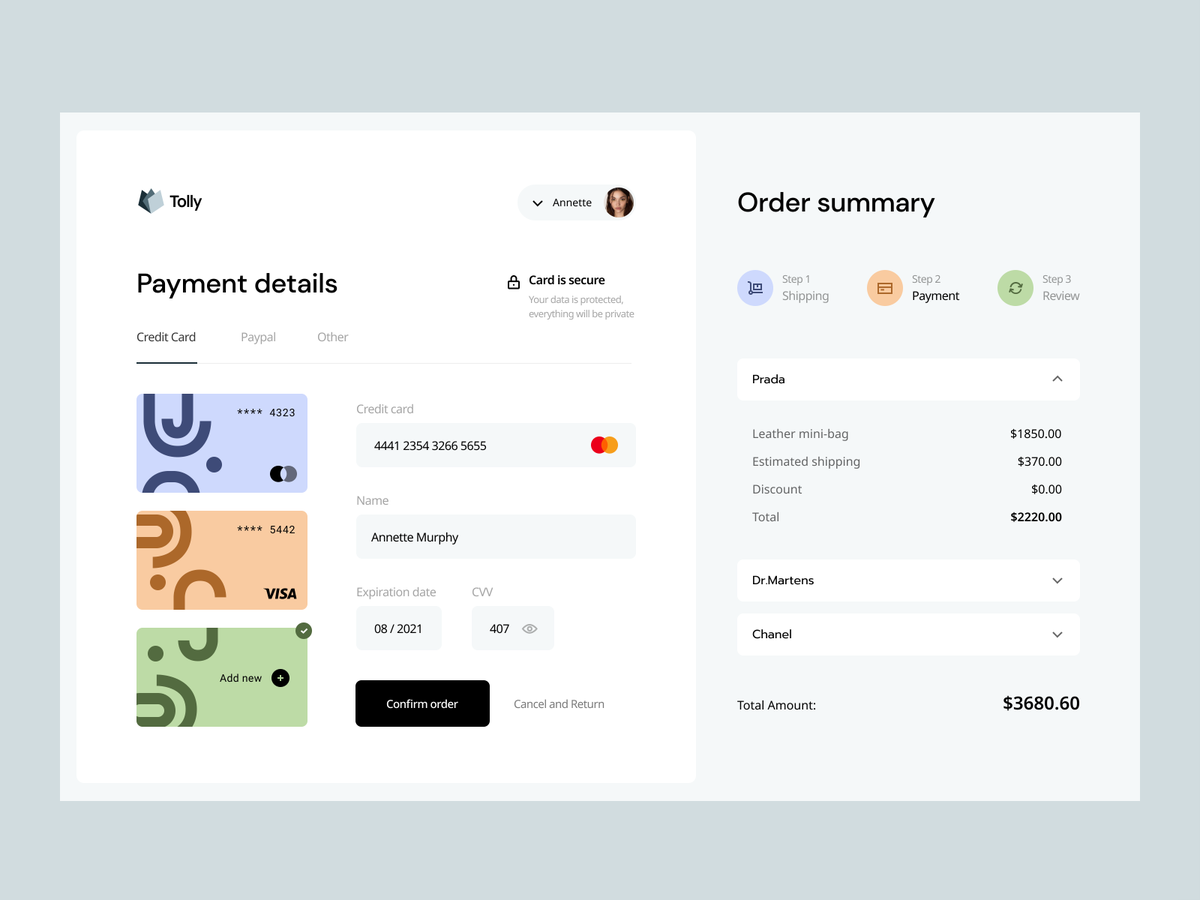 Tolly
Annette
Payment details
Card is secure
Your data is protected,
everything will be private
Credit Card
Paypal
Other
**** 4323
**** 5442
VISA
Add new
Credit card
4441 2354 3266 5655
Name
Annette Murphy
Expiration date
CVV
08 / 2021
407
Confirm order
Cancel and Return
Order summary
Step 1
Shipping
Step 2
Payment
Step 3
Review
Prada
Leather mini-bag $1850.00
Estimated shipping $370.00
Discount $0.00
Total $2220.00
Dr.Martens
Chanel
Total Amount: $3680.60